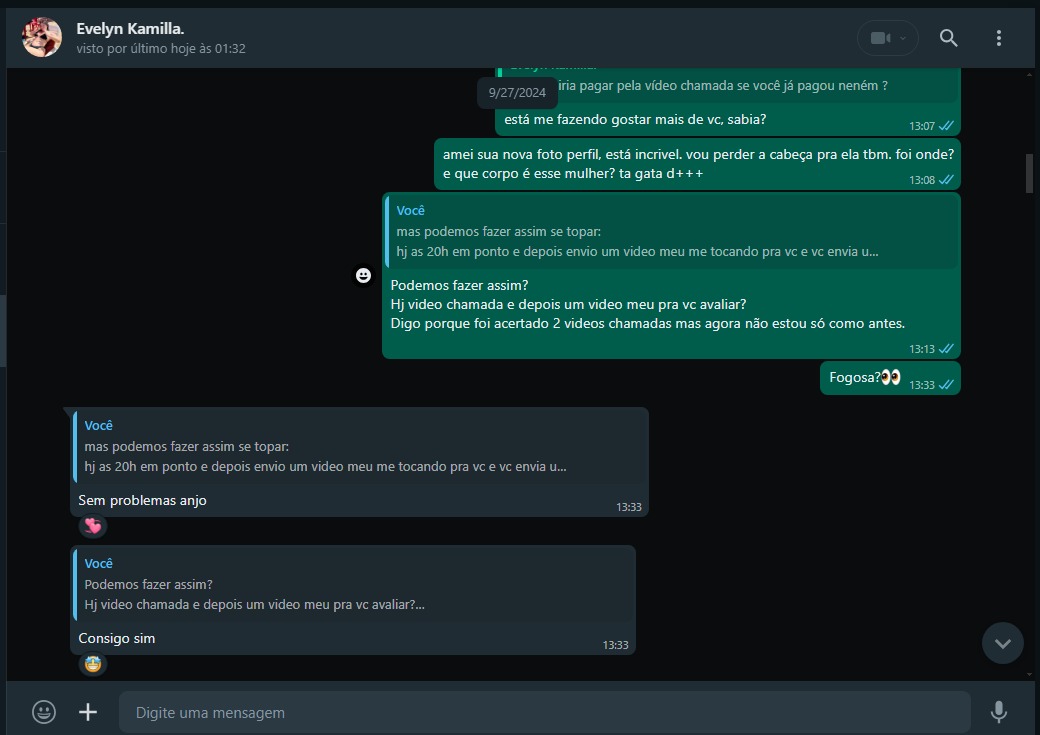 Evelyn Kamilla.
visto por último hoje às 01:32
Evelyn Kamilla.
9/27/2024
iria pagar pela vídeo chamada se você já pagou neném ?
está me fazendo gostar mais de vc, sabia?
13:07
amei sua nova foto perfil, está incrivel. vou perder a cabeça pra ela tbm. foi onde?
e que corpo é esse mulher? ta gata d+++
13:08
Você
mas podemos fazer assim se topar:
hj as 20h em ponto e depois envio um video meu me tocando pra vc e vc envia u...
Podemos fazer assim?
Hj video chamada e depois um video meu pra vc avaliar?
Digo porque foi acertado 2 videos chamadas mas agora não estou só como antes.
13:13
Fogosa?👀
13:33
Você
mas podemos fazer assim se topar:
hj as 20h em ponto e depois envio um video meu me tocando pra vc e vc envia u...
Sem problemas anjo
13:33
Você
Podemos fazer assim?
Hj video chamada e depois um video meu pra vc avaliar?...
Consigo sim
13:33
Digite uma mensagem